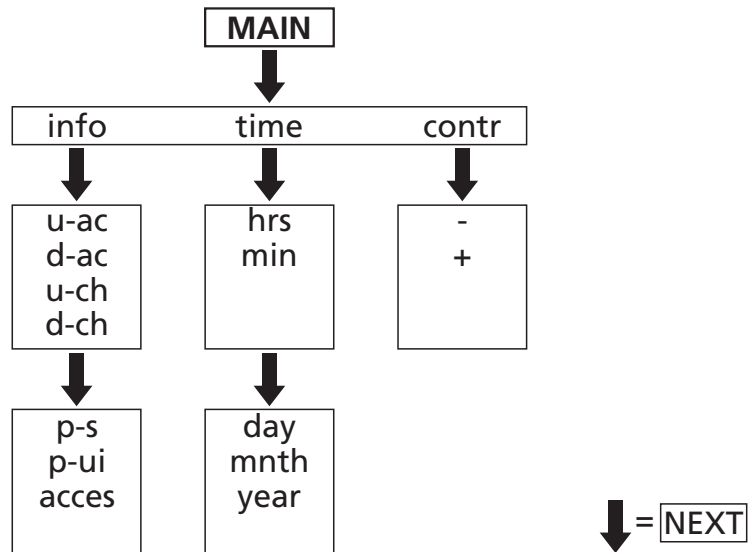 MAIN
info time contr
u-ac
d-ac
u-ch
d-ch
hrs
min
-
+
p-s
p-ui
acces
day
mnth
year
= NEXT